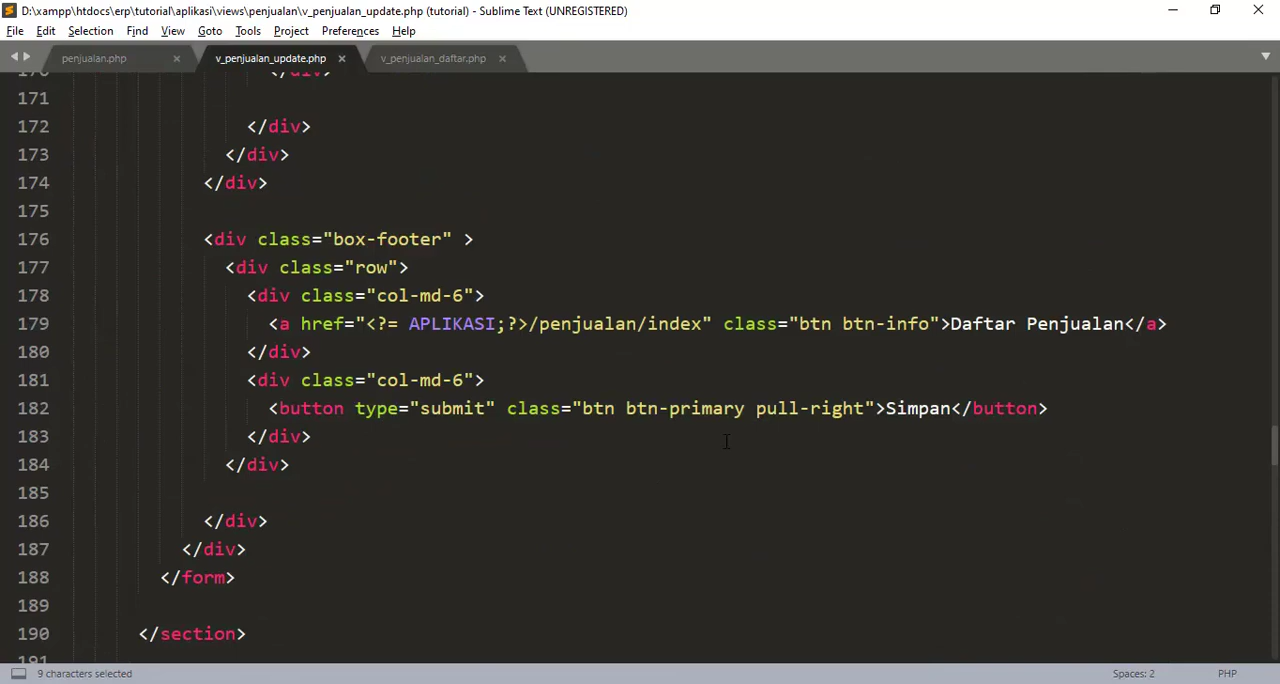 D:\xampp\htdocs\erp\tutorial\aplikasi\views\penjualan\v_penjualan_update.php (tutorial) - Sublime Text (UNREGISTERED)
File Edit Selection Find View Goto Tools Project Preferences Help
penjualan.php × v_penjualan_update.php × v_penjualan_daftar.php ×
170 </div>
171
172 </div>
173 </div>
174 </div>
175
176 <div class="box-footer" >
177 <div class="row">
178 <div class="col-md-6">
179 <a href="<?= APLIKASI;?>/penjualan/index" class="btn btn-info">Daftar Penjualan</a>
180 </div>
181 <div class="col-md-6">
182 <button type="submit" class="btn btn-primary pull-right">Simpan</button>
183 </div>
184 </div>
185
186 </div>
187 </div>
188 </form>
189
190 </section>
191
9 characters selected Spaces: 2 PHP